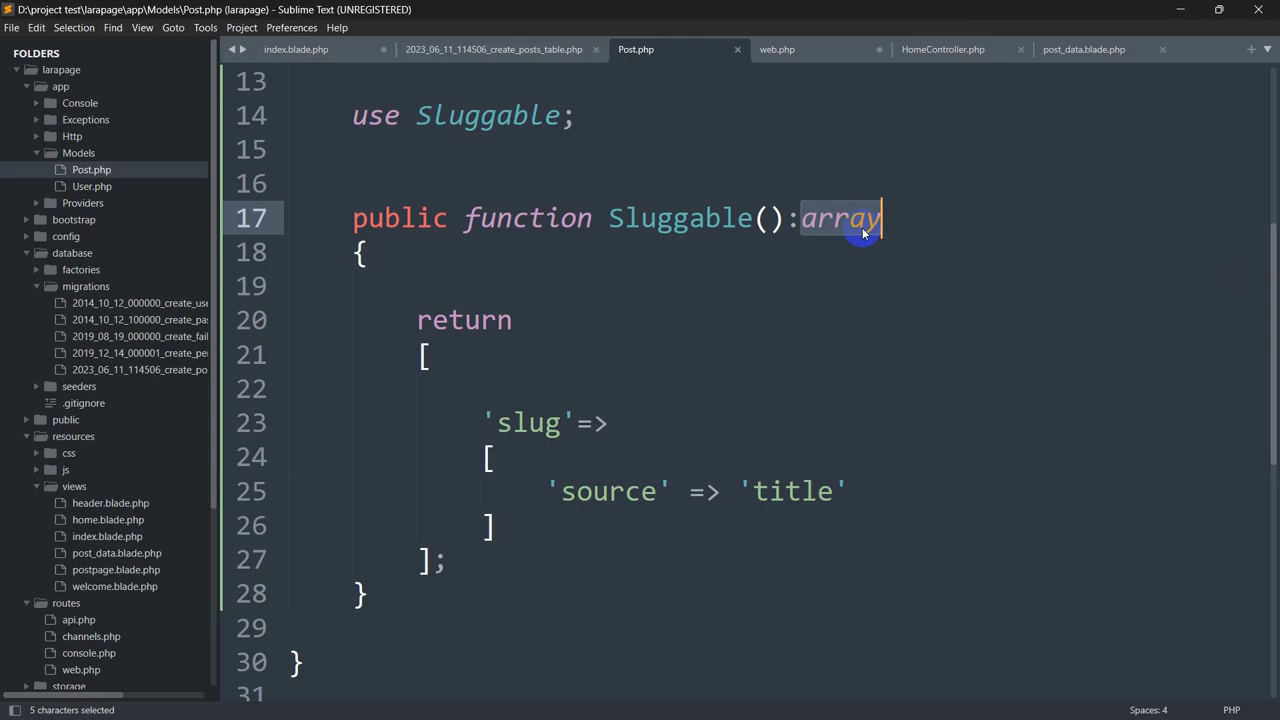 D:\project test\larapage\app\Models\Post.php (larapage) - Sublime Text (UNREGISTERED)
File Edit Selection Find View Goto Tools Project Preferences Help
FOLDERS
larapage
app
Console
Exceptions
Http
Models
Post.php
User.php
Providers
bootstrap
config
database
factories
migrations
2014_10_12_000000_create_use
2014_10_12_100000_create_pas
2019_08_19_000000_create_fail
2019_12_14_000001_create_per
2023_06_11_114506_create_po
seeders
.gitignore
public
resources
css
js
views
header.blade.php
home.blade.php
index.blade.php
post_data.blade.php
postpage.blade.php
welcome.blade.php
routes
api.php
channels.php
console.php
web.php
storage
index.blade.php 2023_06_11_114506_create_posts_table.php Post.php web.php HomeController.php post_data.blade.php
13
14 use Sluggable;
15
16
17 public function Sluggable():array
18 {
19
20 return
21 [
22
23 'slug'=>
24 [
25 'source' => 'title'
26 ]
27 ];
28 }
29
30 }
31
5 characters selected
Spaces: 4 PHP